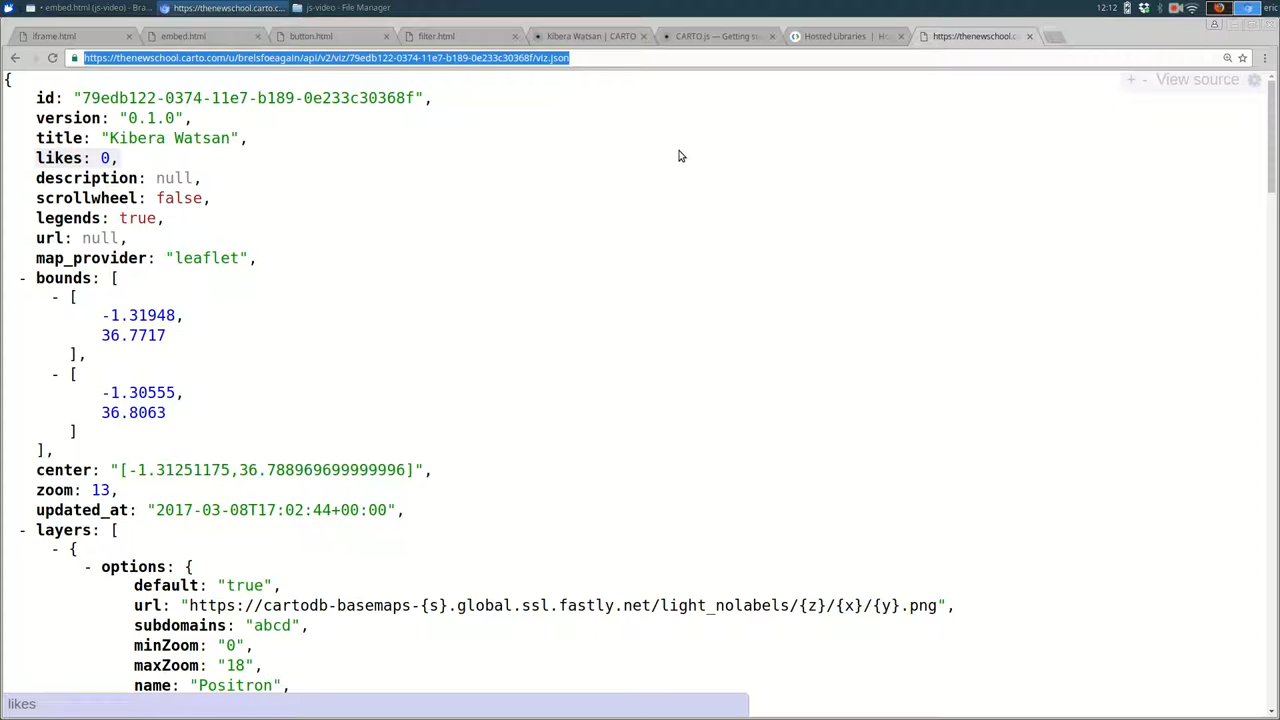 • embed.html (js-video) - Bra...
https://thenewschool.carto.c...
js-video - File Manager
12:12
eric
iframe.html
embed.html
button.html
filter.html
Kibera Watsan | CARTO
CARTO.js — Getting s
Hosted Libraries |
https://thenewschool.c
https://thenewschool.carto.com/u/brelsfoeagain/api/v2/viz/79edb122-0374-11e7-b189-0e233c30368f/viz.json
+ - View source
{
id: "79edb122-0374-11e7-b189-0e233c30368f",
version: "0.1.0",
title: "Kibera Watsan",
likes: 0,
description: null,
scrollwheel: false,
legends: true,
url: null,
map_provider: "leaflet",
- bounds: [
- [
-1.31948,
36.7717
],
- [
-1.30555,
36.8063
]
],
center: "[-1.31251175,36.788969699999996]",
zoom: 13,
updated_at: "2017-03-08T17:02:44+00:00",
- layers: [
- {
- options: {
default: "true",
url: "https://cartodb-basemaps-{s}.global.ssl.fastly.net/light_nolabels/{z}/{x}/{y}.png",
subdomains: "abcd",
minZoom: "0",
maxZoom: "18",
name: "Positron",
likes